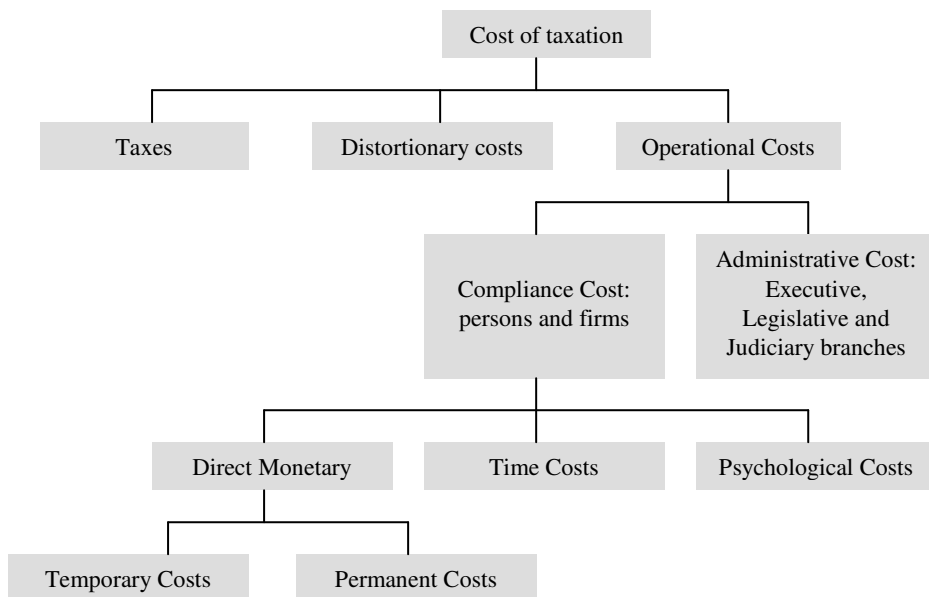 Cost of taxation
Taxes
Distortionary costs
Operational Costs
Compliance Cost:
persons and firms
Administrative Cost:
Executive,
Legislative and
Judiciary branches
Direct Monetary
Time Costs
Psychological Costs
Temporary Costs
Permanent Costs